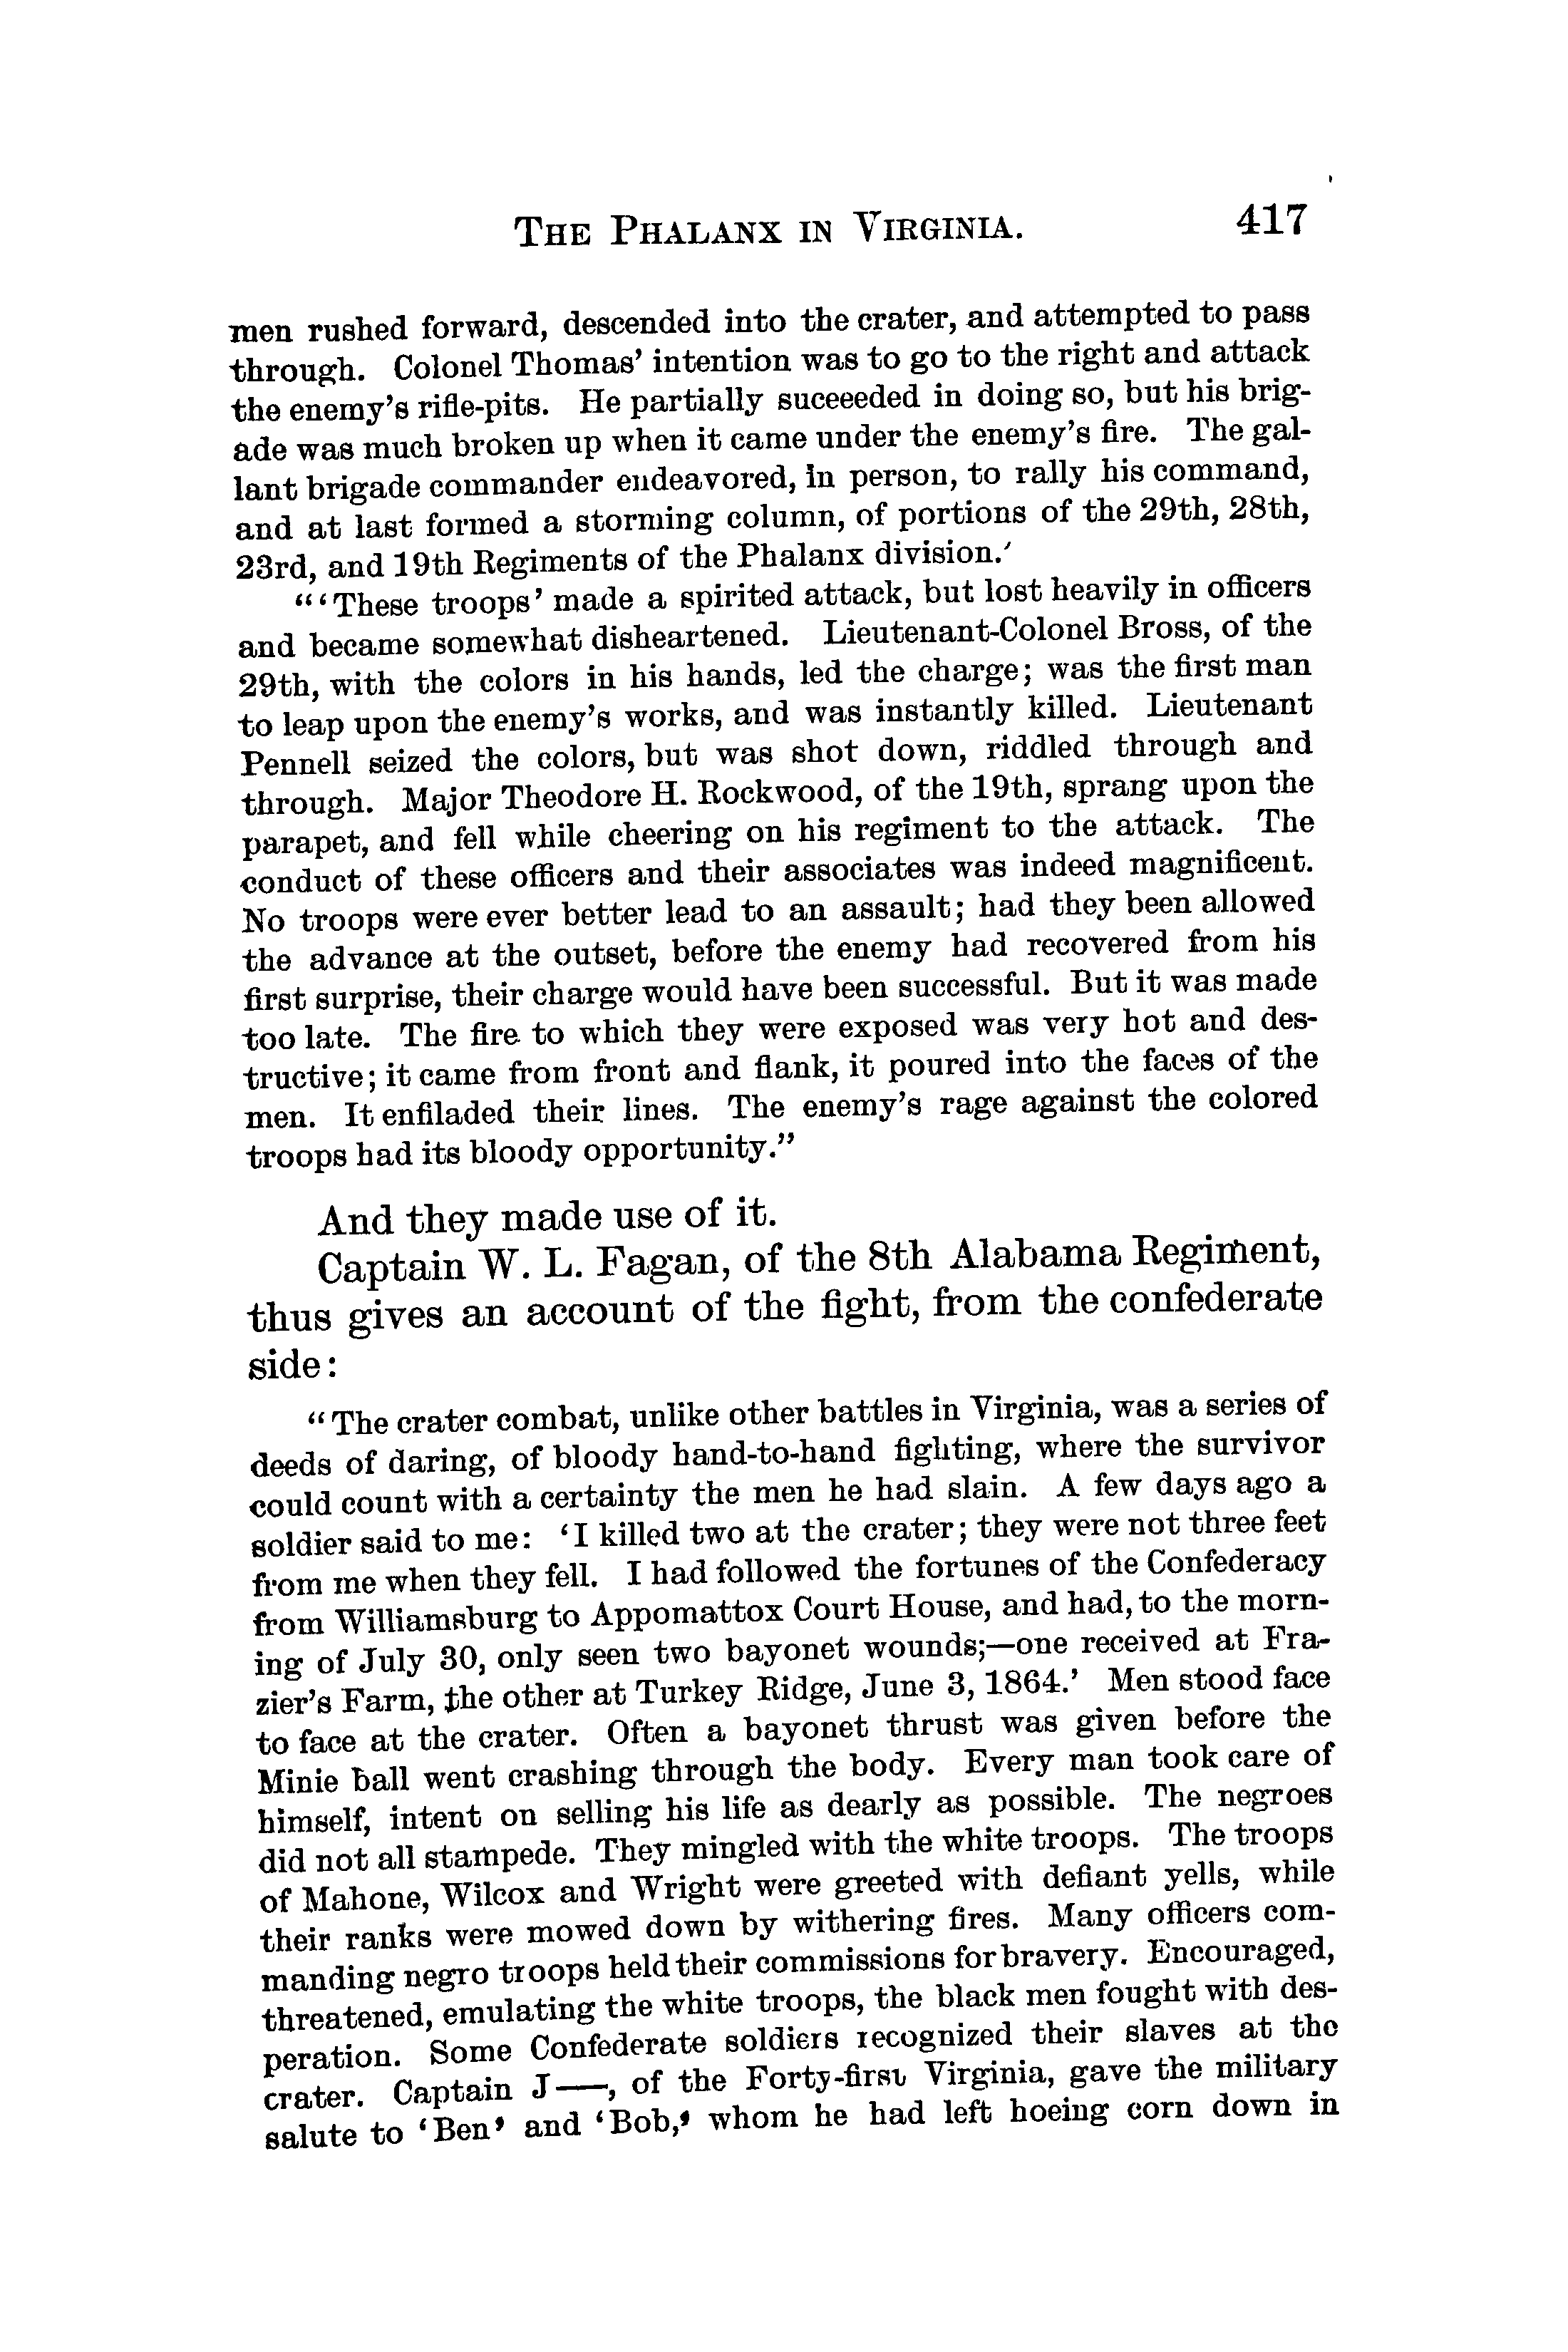 THE PHALANX IN VIRGINIA. 417
men rushed forward, descended into the crater, and attempted to pass
through. Colonel Thomas' intention was to go to the right and attack
the enemy's rifle-pits. He partially suceeeded in doing so, but his brig-
ade was much broken up when it came under the enemy's fire. The gal-
lant brigade commander endeavored, in person, to rally his command,
and at last formed a storming column, of portions of the 29th, 28th,
23rd, and 19th Regiments of the Phalanx division.'
"'These troops' made a spirited attack, but lost heavily in officers
and became somewhat disheartened. Lieutenant-Colonel Bross, of the
29th, with the colors in his hands, led the charge; was the first man
to leap upon the enemy's works, and was instantly killed. Lieutenant
Pennell seized the colors, but was shot down, riddled through and
through. Major Theodore H. Rockwood, of the 19th, sprang upon the
parapet, and fell while cheering on his regiment to the attack. The
conduct of these officers and their associates was indeed magnificent.
No troops were ever better lead to an assault; had they been allowed
the advance at the outset, before the enemy had recovered from his
first surprise, their charge would have been successful. But it was made
too late. The fire to which they were exposed was very hot and des-
tructive; it came from front and flank, it poured into the faces of the
men. It enfiladed their lines. The enemy's rage against the colored
troops had its bloody opportunity."
And they made use of it.
Captain W. L. Fagan, of the 8th Alabama Regiment,
thus gives an account of the fight, from the confederate
side:
"The crater combat, unlike other battles in Virginia, was a series of
deeds of daring, of bloody hand-to-hand fighting, where the survivor
could count with a certainty the men he had slain. A few days ago a
soldier said to me: 'I killed two at the crater; they were not three feet
from me when they fell. I had followed the fortunes of the Confederacy
from Williamsburg to Appomattox Court House, and had, to the morn-
ing of July 30, only seen two bayonet wounds;—one received at Fra-
zier's Farm, the other at Turkey Ridge, June 3, 1864.' Men stood face
to face at the crater. Often a bayonet thrust was given before the
Minie ball went crashing through the body. Every man took care of
himself, intent on selling his life as dearly as possible. The negroes
did not all stampede. They mingled with the white troops. The troops
of Mahone, Wilcox and Wright were greeted with defiant yells, while
their ranks were mowed down by withering fires. Many officers com-
manding negro troops held their commissions for bravery. Encouraged,
threatened, emulating the white troops, the black men fought with des-
peration. Some Confederate soldiers recognized their slaves at the
crater. Captain J——, of the Forty-first Virginia, gave the military
salute to 'Ben' and 'Bob,' whom he had left hoeing corn down in